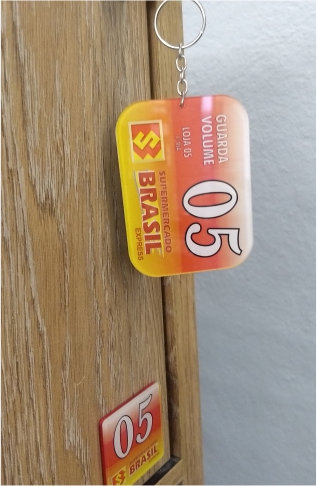 GUARDA
VOLUME
LOJA 05
05
SUPERMERCADO
BRASIL
EXPRESS
05
BRASIL